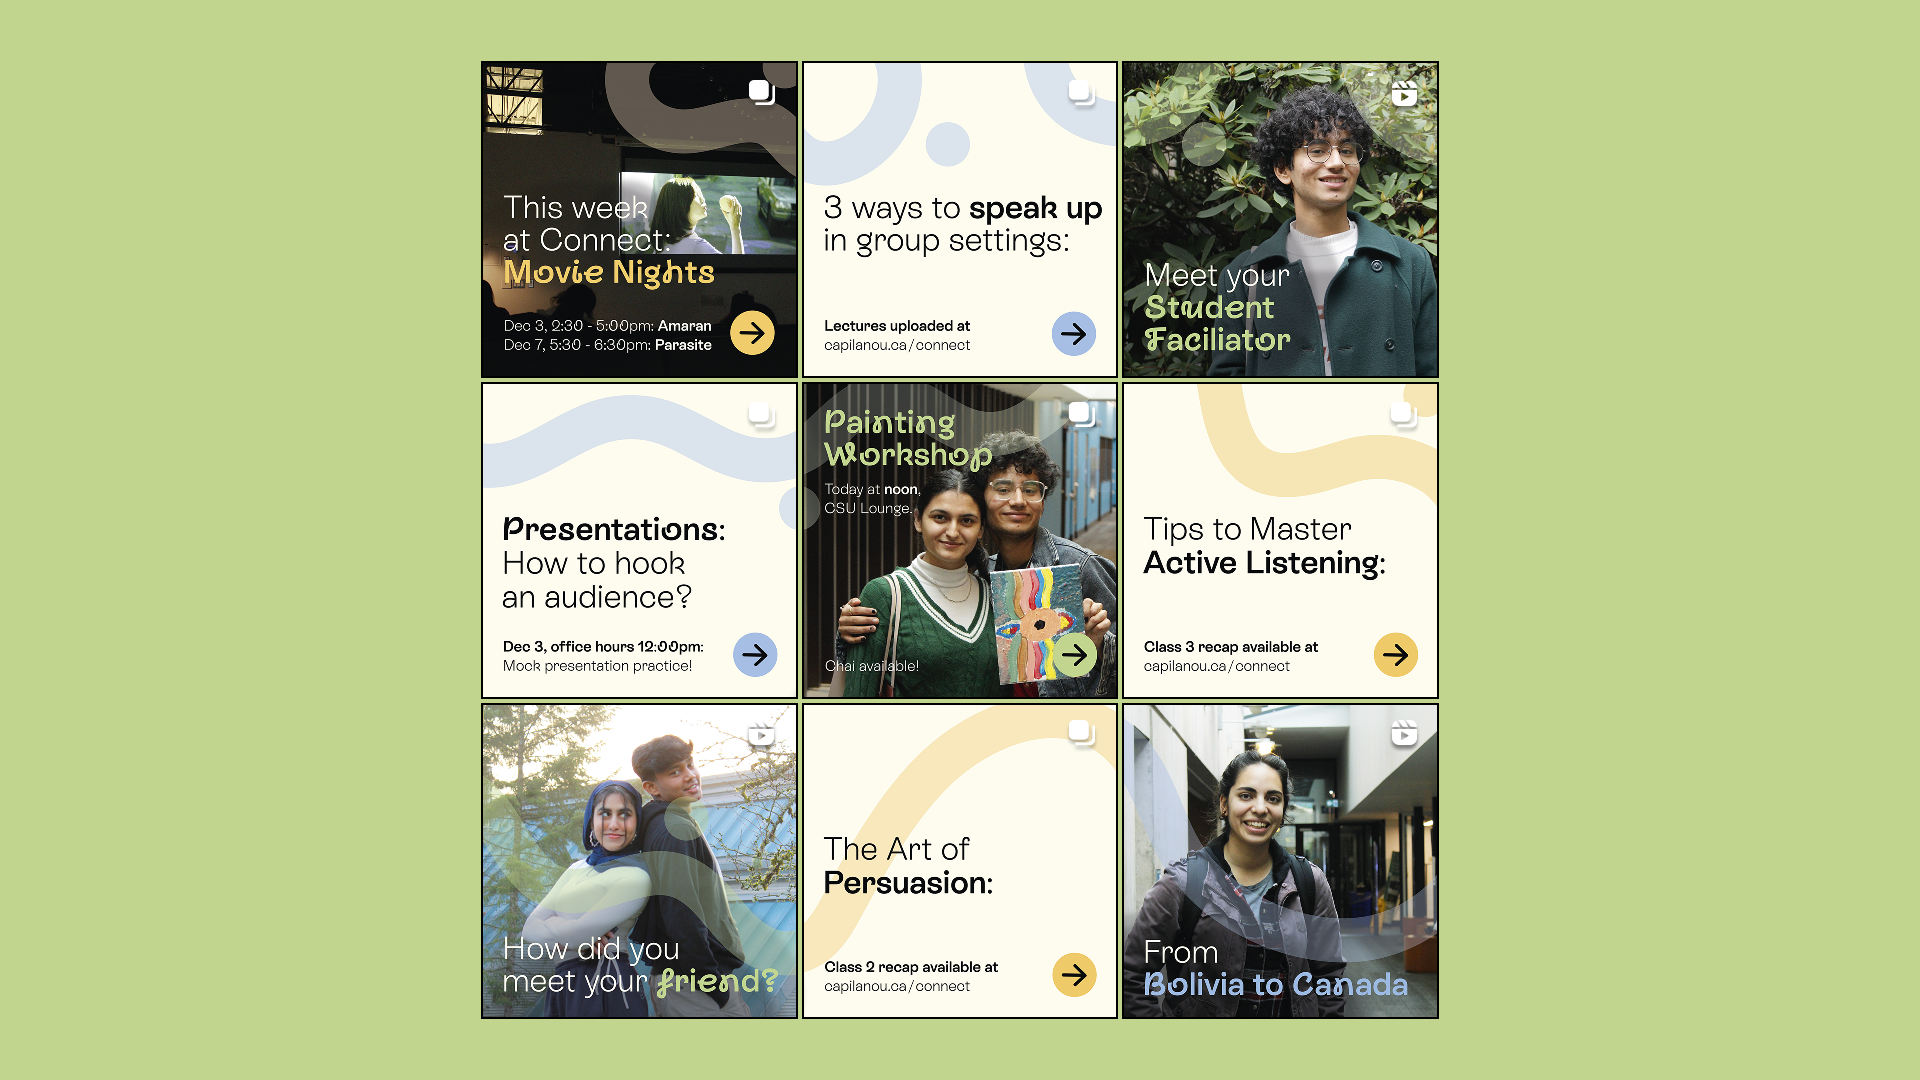 This week
at Connect:
Movie Nights
Dec 3, 2:30 - 5:00pm: Amaran
Dec 7, 5:30 - 6:30pm: Parasite
3 ways to speak up
in group settings:
Lectures uploaded at
capilanou.ca/connect
Meet your
Student
Faciliator
Presentations:
How to hook
an audience?
Dec 3, office hours 12:00pm:
Mock presentation practice!
Painting
Workshop
Today at noon,
CSU Lounge.
Chai available!
Tips to Master
Active Listening:
Class 3 recap available at
capilanou.ca/connect
How did you
meet your friend?
The Art of
Persuasion:
Class 2 recap available at
capilanou.ca/connect
From
Bolivia to Canada